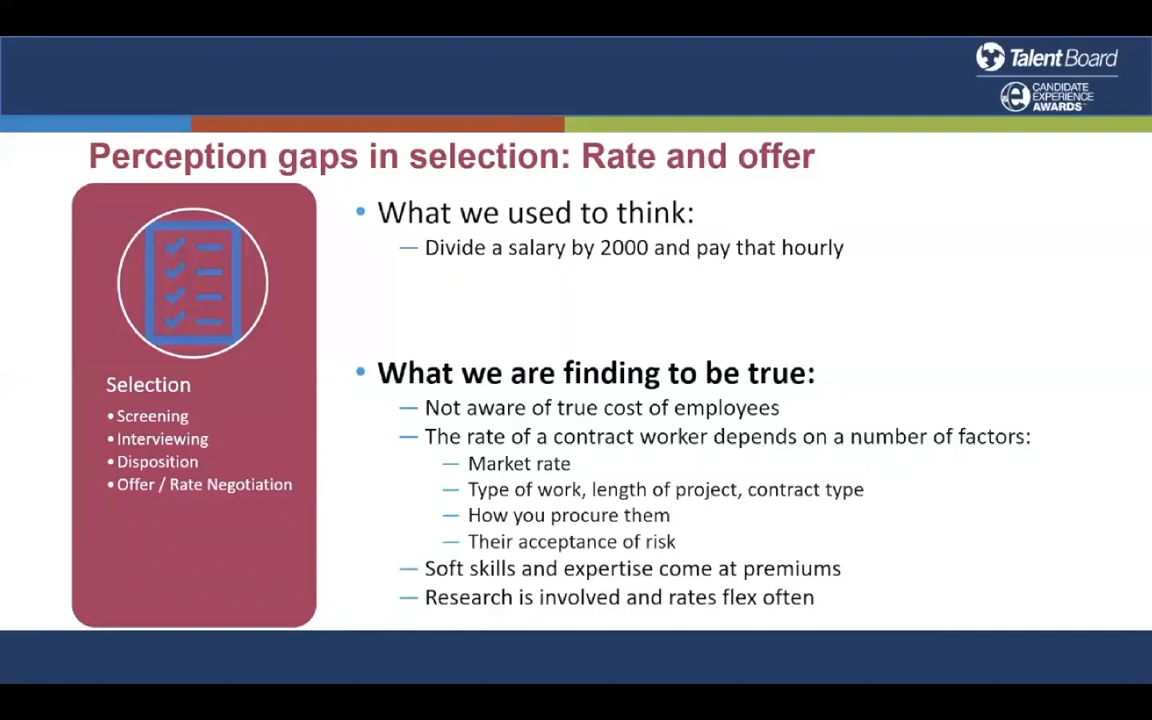 TalentBoard
CANDIDATE
EXPERIENCE
AWARDS
Perception gaps in selection: Rate and offer
Selection
• Screening
• Interviewing
• Disposition
• Offer / Rate Negotiation
• What we used to think:
— Divide a salary by 2000 and pay that hourly
• What we are finding to be true:
— Not aware of true cost of employees
— The rate of a contract worker depends on a number of factors:
— Market rate
— Type of work, length of project, contract type
— How you procure them
— Their acceptance of risk
— Soft skills and expertise come at premiums
— Research is involved and rates flex often